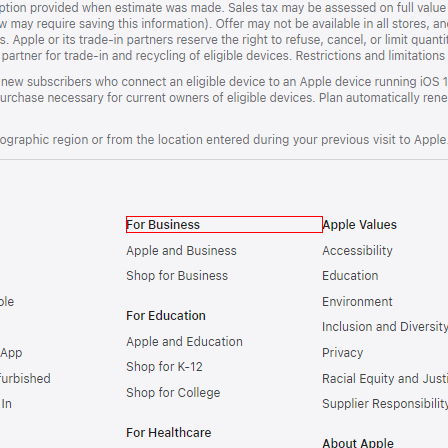 ption provided when estimate was made. Sales tax may be assessed on full value
w may require saving this information). Offer may not be available in all stores, an
s. Apple or its trade-in partners reserve the right to refuse, cancel, or limit quanti
partner for trade-in and recycling of eligible devices. Restrictions and limitations
new subscribers who connect an eligible device to an Apple device running iOS 1
urchase necessary for current owners of eligible devices. Plan automatically rene
ographic region or from the location entered during your previous visit to Apple.
For Business
Apple and Business
Shop for Business
For Education
Apple and Education
Shop for K-12
Shop for College
For Healthcare
Apple Values
Accessibility
Education
Environment
Inclusion and Diversity
Privacy
Racial Equity and Justi
Supplier Responsibility
About Apple
ple
App
furbished
In